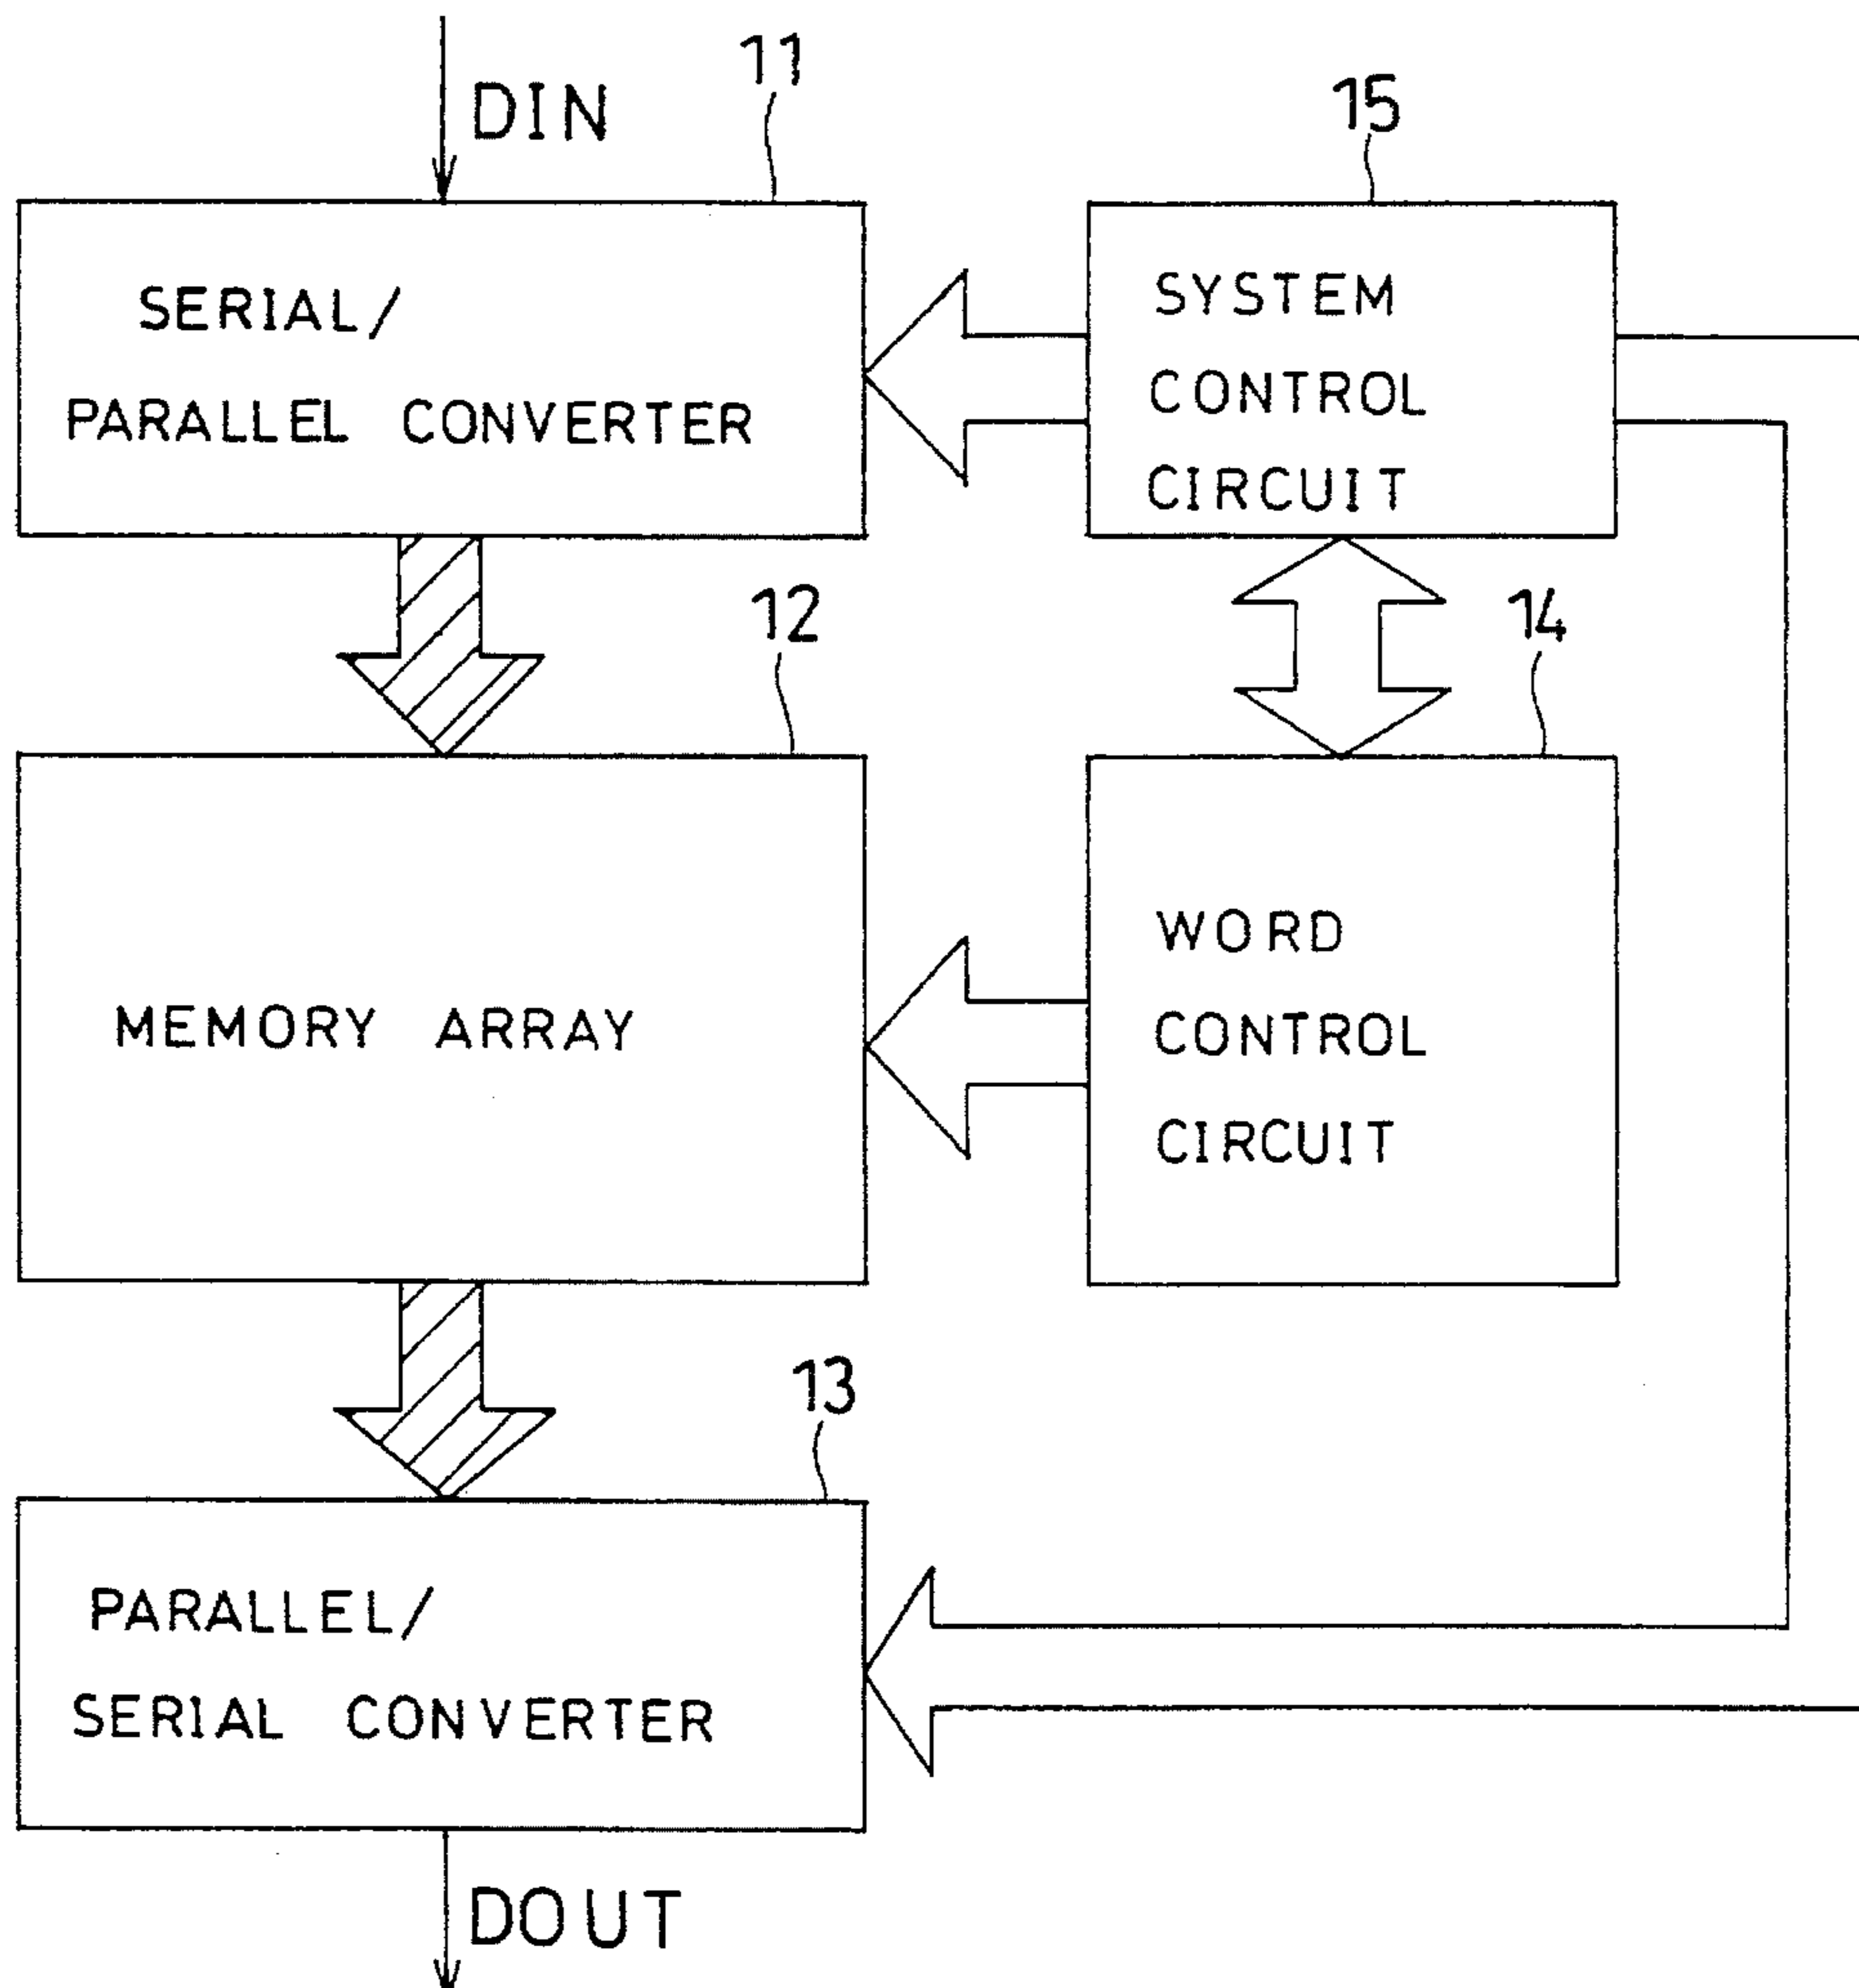 DIN
11
SERIAL/
PARALLEL CONVERTER
15
SYSTEM
CONTROL
CIRCUIT
12
MEMORY ARRAY
14
WORD
CONTROL
CIRCUIT
13
PARALLEL/
SERIAL CONVERTER
DOUT